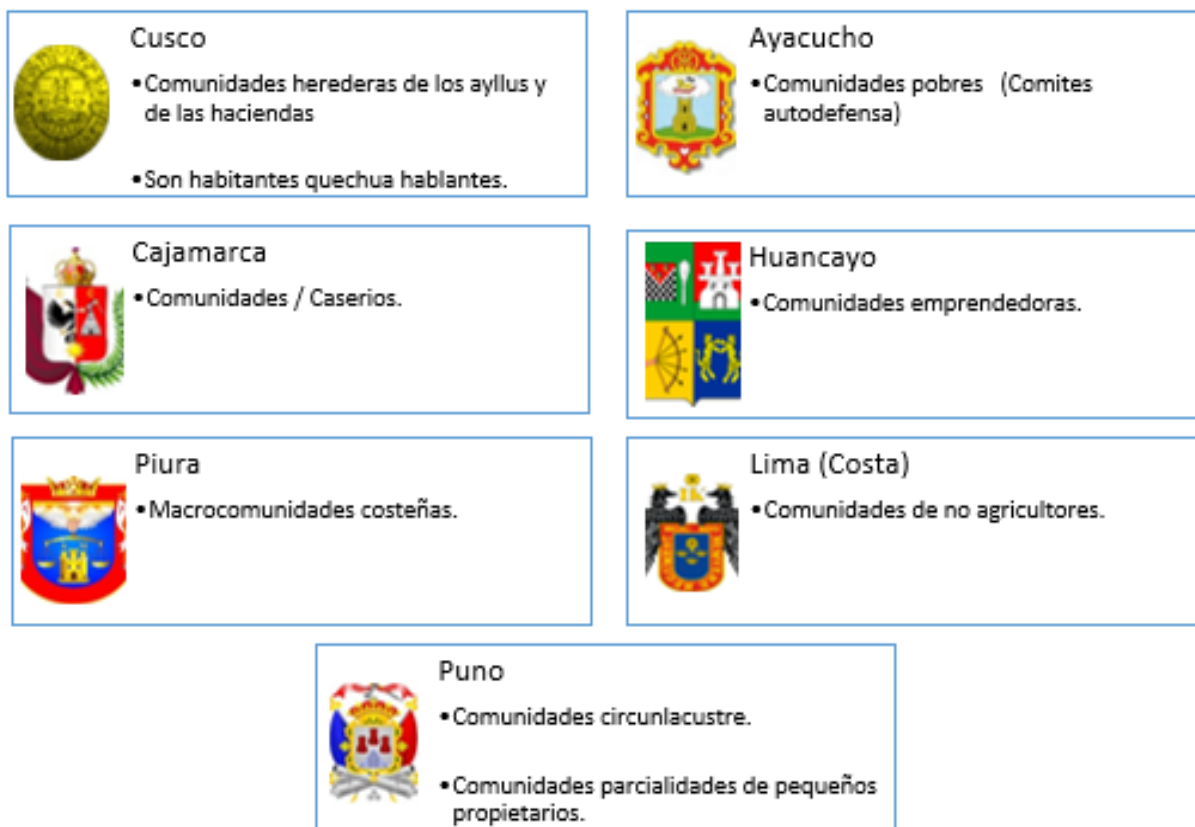 Cusco
•Comunidades herederas de los ayllus y
de las haciendas
•Son habitantes quechua hablantes.
Ayacucho
•Comunidades pobres (Comites
autodefensa)
Cajamarca
•Comunidades / Caserios.
Huancayo
•Comunidades emprendedoras.
Piura
•Macrocomunidades costeñas.
Lima (Costa)
•Comunidades de no agricultores.
Puno
•Comunidades circunlacustre.
•Comunidades parcialidades de pequeños
propietarios.